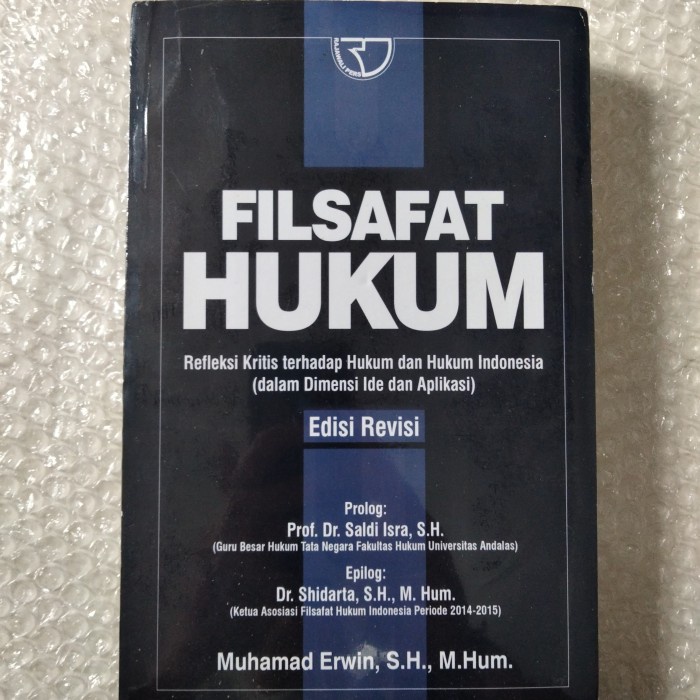 RAJAWALI PERS
FILSAFAT
HUKUM
Refleksi Kritis terhadap Hukum dan Hukum Indonesia
(dalam Dimensi Ide dan Aplikasi)
Edisi Revisi
Prolog:
Prof. Dr. Saldi Isra, S.H.
(Guru Besar Hukum Tata Negara Fakultas Hukum Universitas Andalas)
Epilog:
Dr. Shidarta, S.H., M. Hum.
(Ketua Asosiasi Filsafat Hukum Indonesia Periode 2014-2015)
Muhamad Erwin, S.H., M.Hum.